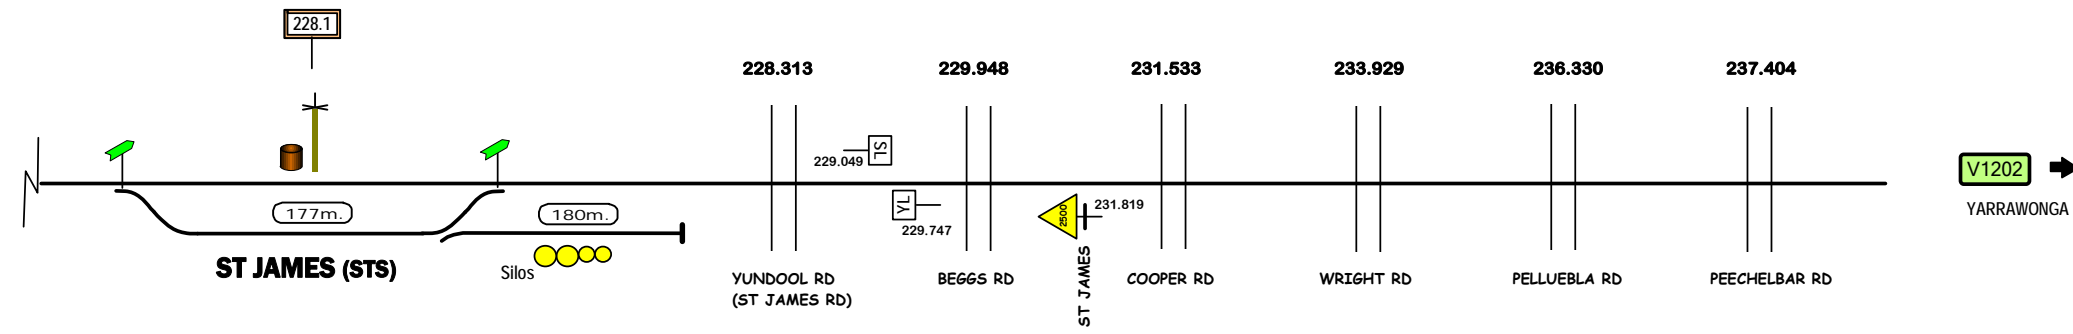 228.1
228.313
229.948
231.533
233.929
236.330
237.404
SL
229.049
V1202
177m.
180m.
YL
229.747
2500
231.819
YARRAWONGA
ST JAMES (STS)
Silos
YUNDOOL RD
(ST JAMES RD)
BEGGS RD
ST JAMES
COOPER RD
WRIGHT RD
PELLUEBLA RD
PEECHELBAR RD